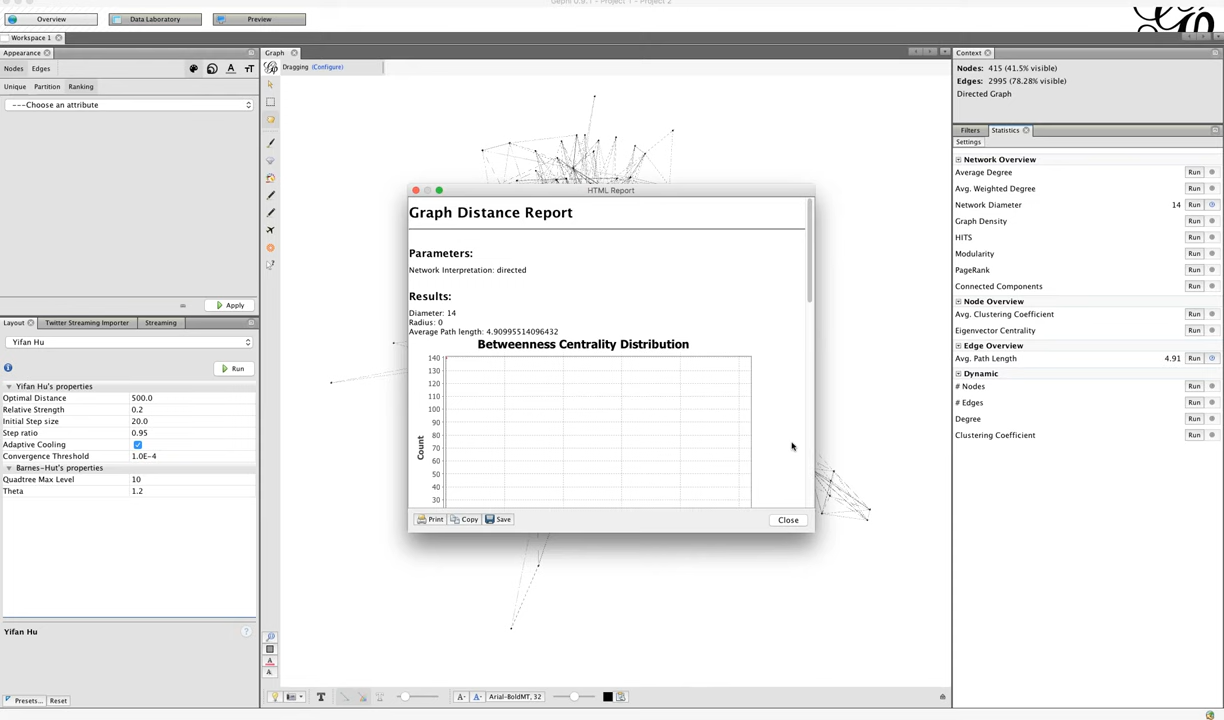 Gephi 0.9.1 - Project 1 - Project 2
Overview
Data Laboratory
Preview
Workspace 1
Appearance
Nodes
Edges
Unique
Partition
Ranking
---Choose an attribute
Apply
Layout
Twitter Streaming Importer
Streaming
Yifan Hu
Run
Yifan Hu's properties
Optimal Distance 500.0
Relative Strength 0.2
Initial Step size 20.0
Step ratio 0.95
Adaptive Cooling
Convergence Threshold 1.0E-4
Barnes-Hut's properties
Quadtree Max Level 10
Theta 1.2
Yifan Hu
Presets...
Reset
Graph
Dragging (Configure)
HTML Report
Graph Distance Report
Parameters:
Network Interpretation: directed
Results:
Diameter: 14
Radius: 0
Average Path length: 4.90995514096432
Betweenness Centrality Distribution
140
130
120
110
100
90
80
70
60
50
40
30
Count
Print
Copy
Save
Close
Arial-BoldMT, 32
Context
Nodes: 415 (41.5% visible)
Edges: 2995 (78.28% visible)
Directed Graph
Filters
Statistics
Settings
Network Overview
Average Degree Run
Avg. Weighted Degree Run
Network Diameter 14 Run
Graph Density Run
HITS Run
Modularity Run
PageRank Run
Connected Components Run
Node Overview
Avg. Clustering Coefficient Run
Eigenvector Centrality Run
Edge Overview
Avg. Path Length 4.91 Run
Dynamic
# Nodes Run
# Edges Run
Degree Run
Clustering Coefficient Run